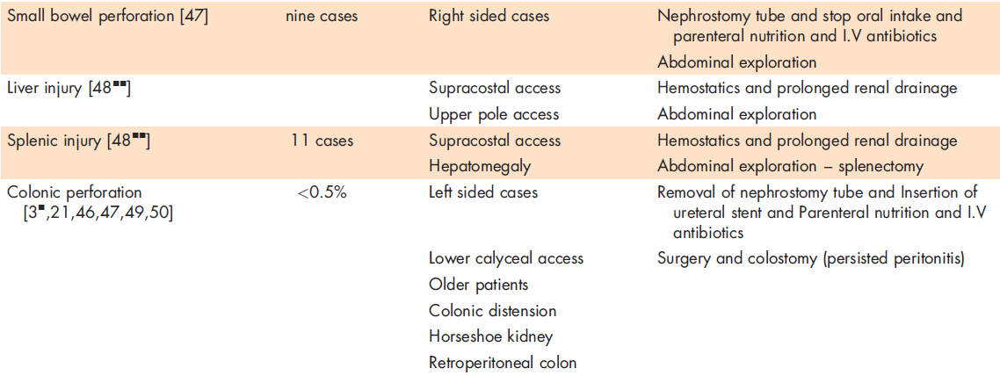 Small bowel perforation [47] nine cases Right sided cases Nephrostomy tube and stop oral intake and
parenteral nutrition and I.V antibiotics
Abdominal exploration
Liver injury [48■■] Supracostal access Hemostatics and prolonged renal drainage
Upper pole access Abdominal exploration
Splenic injury [48■■] 11 cases Supracostal access Hemostatics and prolonged renal drainage
Hepatomegaly Abdominal exploration – splenectomy
Colonic perforation <0.5% Left sided cases Removal of nephrostomy tube and Insertion of
[3■,21,46,47,49,50] ureteral stent and Parenteral nutrition and I.V
antibiotics
Lower calyceal access Surgery and colostomy (persisted peritonitis)
Older patients
Colonic distension
Horseshoe kidney
Retroperitoneal colon